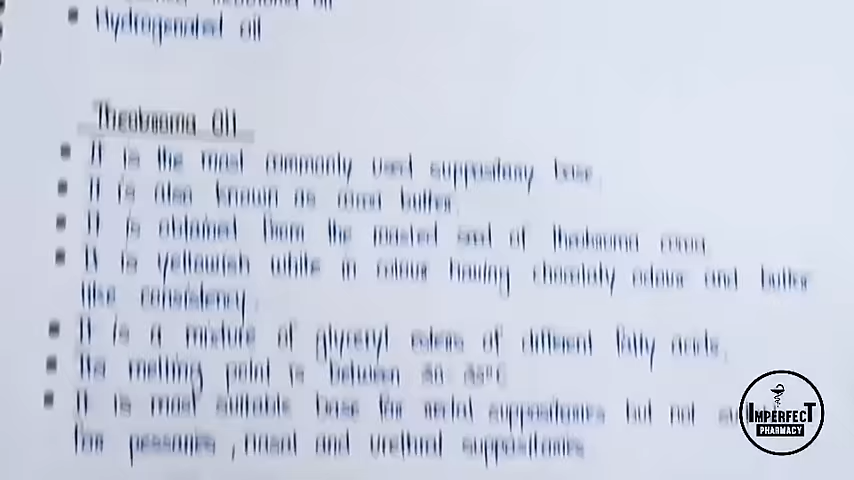 Hydrogenated oil
Theobroma Oil
It is the most commonly used suppository base.
It is also known as cocoa butter.
It is obtained from the roasted seed of theobroma cocoa
It is yellowish white in colour having chocolaty odour and butter
like consistency.
It is a mixture of glyceryl esters of different fatty acids.
Its melting point is between 30-35°C
It is most suitable base for rectal suppositories but not
for pessaries, nasal and urethral suppositories
IMPERFECT
PHARMACY